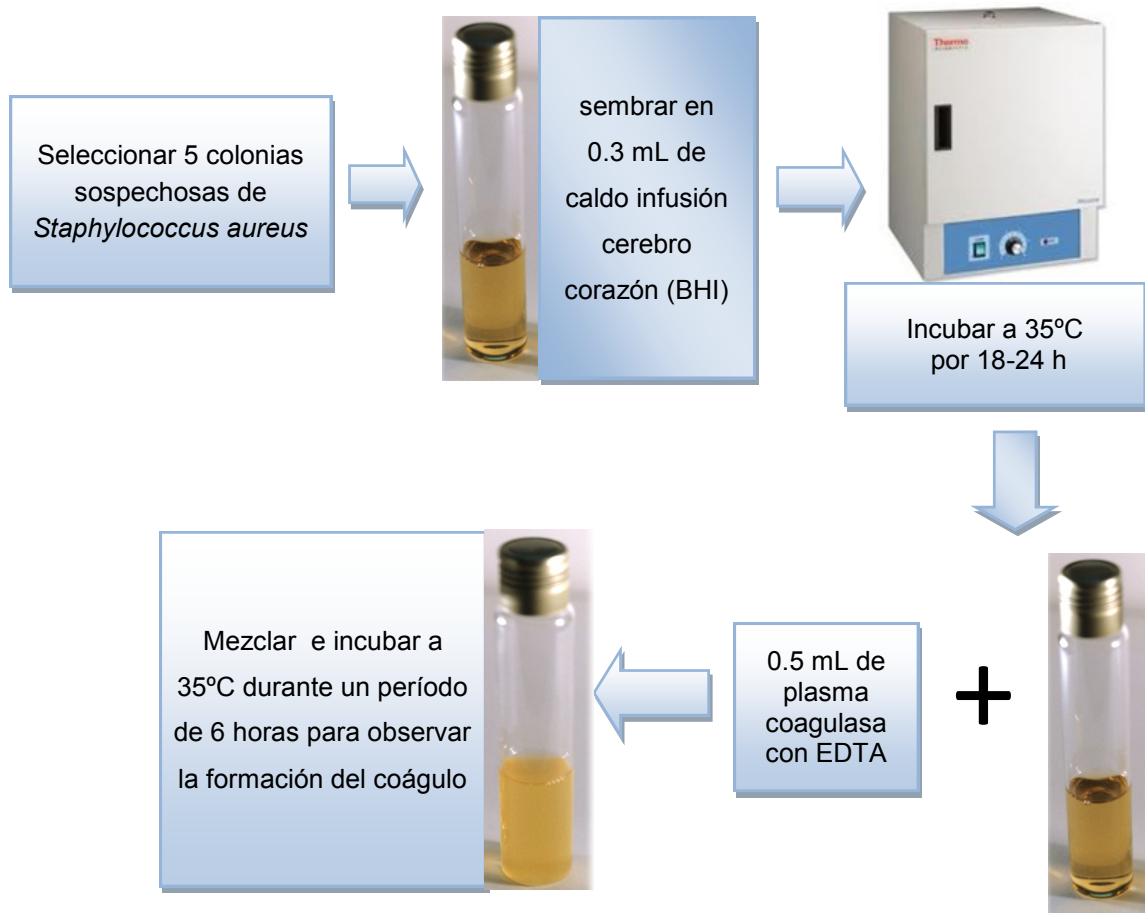 Seleccionar 5 colonias
sospechosas de
Staphylococcus aureus
sembrar en
0.3 mL de
caldo infusión
cerebro
corazón (BHI)
Thermo
Incubar a 35ºC
por 18-24 h
+
0.5 mL de
plasma
coagulasa
con EDTA
Mezclar e incubar a
35ºC durante un período
de 6 horas para observar
la formación del coágulo